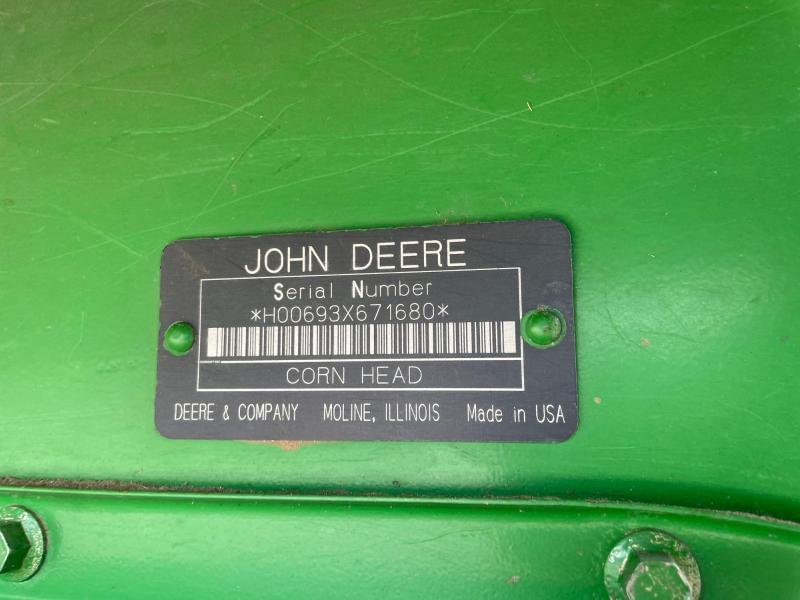 JOHN DEERE
Serial Number
*H00693X671680*
CORN HEAD
DEERE & COMPANY MOLINE, ILLINOIS Made in USA